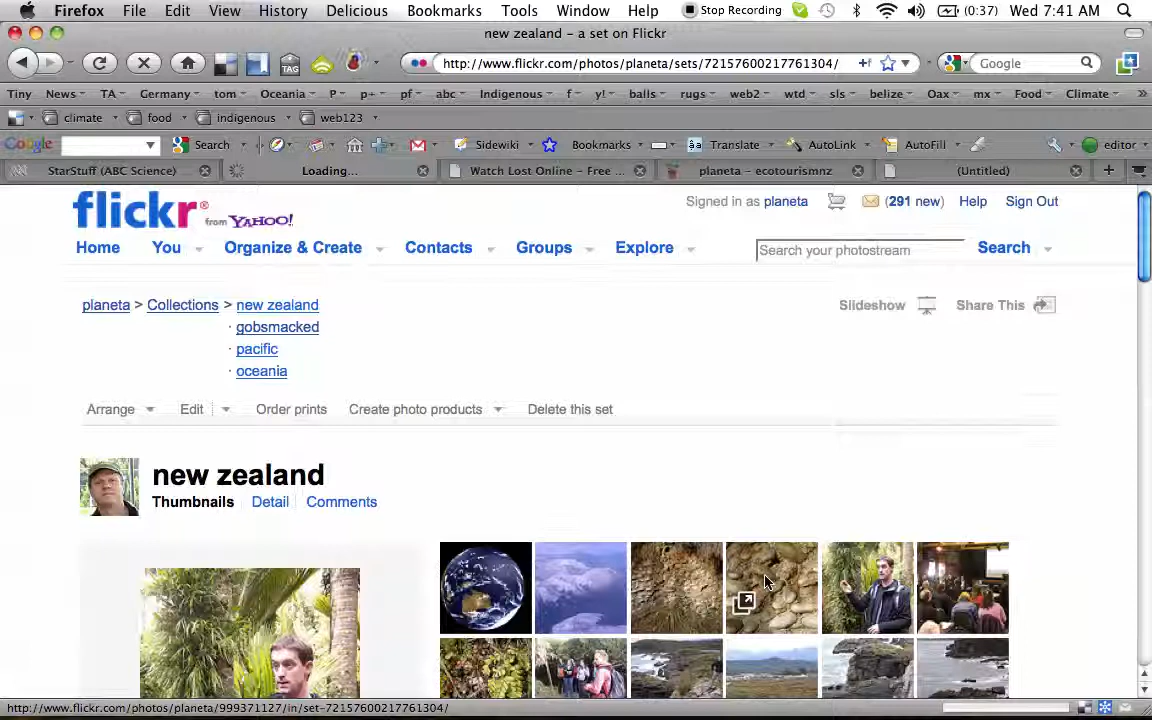 Firefox File Edit View History Delicious Bookmarks Tools Window Help Stop Recording (0:37) Wed 7:41 AM
new zealand – a set on Flickr
TAG http://www.flickr.com/photos/planeta/sets/72157600217761304/ +f Google
Tiny News TA Germany tom Oceania P p+ pf abc Indigenous f y! balls rugs web2 wtd sls belize Oax mx Food Climate »
climate food indigenous web123
Google Search Sidewiki Bookmarks Translate AutoLink AutoFill editor
StarStuff (ABC Science) Loading... Watch Lost Online – Free ... planeta – ecotourismnz (Untitled)
flickr from YAHOO! Signed in as planeta (291 new) Help Sign Out
Home You Organize & Create Contacts Groups Explore Search your photostream Search
planeta > Collections > new zealand Slideshow Share This
· gobsmacked
· pacific
· oceania
Arrange Edit Order prints Create photo products Delete this set
new zealand
Thumbnails Detail Comments
http://www.flickr.com/photos/planeta/999371127/in/set-72157600217761304/